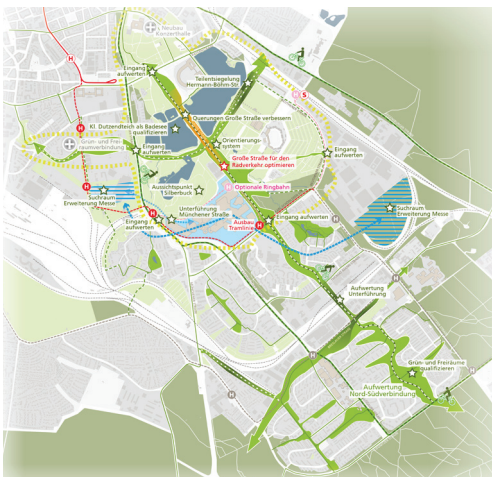 Neubau
Konzerthalle
Eingang
aufwerten
Teilentsiegelung
Hermann-Böhm-Str.
S
H
Querungen Große Straße verbessern
H
Kl. Dutzendteich als Badesee
qualifizieren
Grün- und Frei-
raumverbindung
Eingang
aufwerten
Orientierungs-
system
Eingang
aufwerten
Große Straße für den
Radverkehr optimieren
H
Suchraum
Erweiterung Messe
Aussichtpunkt
Silberbuck
H
Optionale Ringbahn
H
Eingang
aufwerten
Unterführung
Münchener Straße
Ausbau
Tramlinie
H
Eingang aufwerten
H
Suchraum
Erweiterung Messe
Aufwertung
Unterführung
H
H
Grün- und Freiräume
qualifizieren
H
Aufwertung
Nord-Südverbindung
H